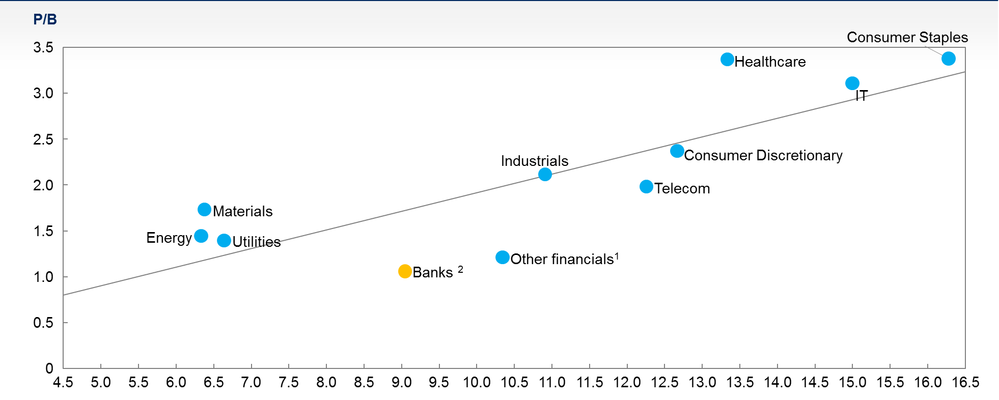 P/B
Consumer Staples
3.5
Healthcare
3.0
IT
2.5
Consumer Discretionary
Industrials
2.0
Telecom
Materials
1.5
Energy
Utilities
Other financials¹
Banks ²
1.0
0.5
0
4.5 5.0 5.5 6.0 6.5 7.0 7.5 8.0 8.5 9.0 9.5 10.0 10.5 11.0 11.5 12.0 12.5 13.0 13.5 14.0 14.5 15.0 15.5 16.0 16.5